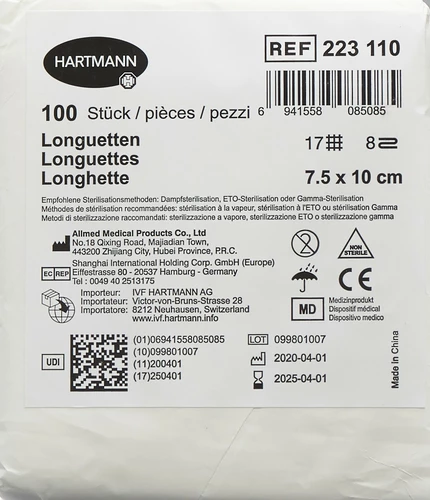 HARTMANN
REF 223 110
100 Stück / pièces / pezzi
6 941558 085085
Longuetten
Longuettes
Longhette
17 8
7.5 x 10 cm
Empfohlene Sterilisationsmethoden: Dampfsterilisation, ETO-Sterilisation oder Gamma-Sterilisation
Méthodes de stérilisation recommandées: stérilisation à la vapeur, stérilisation à l'ETO ou stérilisation Gamma
Metodi di sterilizzazione raccomandati: sterilizzazione a vapore, sterilizzazione ETO o sterilizzazione gamma
Allmed Medical Products Co., Ltd
No.18 Qixing Road, Majiadian Town,
443200 Zhijiang City, Hubei Province, P.R.C.
Shanghai International Holding Corp. GmbH (Europe)
EC REP Eiffestrasse 80 - 20537 Hamburg - Germany
Tel : 0049 40 2513175
Importeur: IVF HARTMANN AG
Importateur: Victor-von-Bruns-Strasse 28
Importatore: 8212 Neuhausen, Switzerland
www.ivf.hartmann.info
2
NON
STERILE
CE
MD
Medizinprodukt
Dispositif médical
Dispositivo medico
UDI
(01)06941558085085
(10)099801007
(11)200401
(17)250401
LOT 099801007
2020-04-01
2025-04-01
Made in China